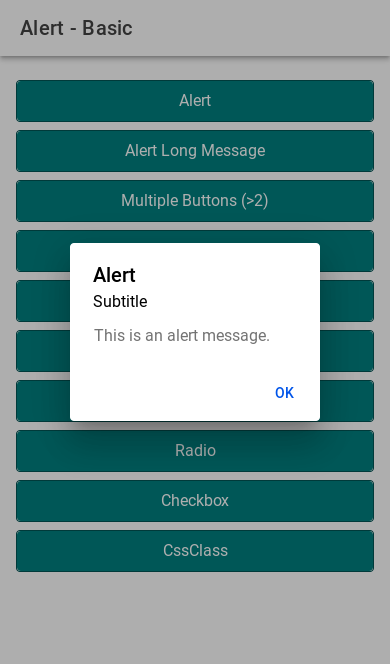 Alert - Basic
Alert
Alert Long Message
Multiple Buttons (>2)
Alert
Subtitle
This is an alert message.
OK
Radio
Checkbox
CssClass